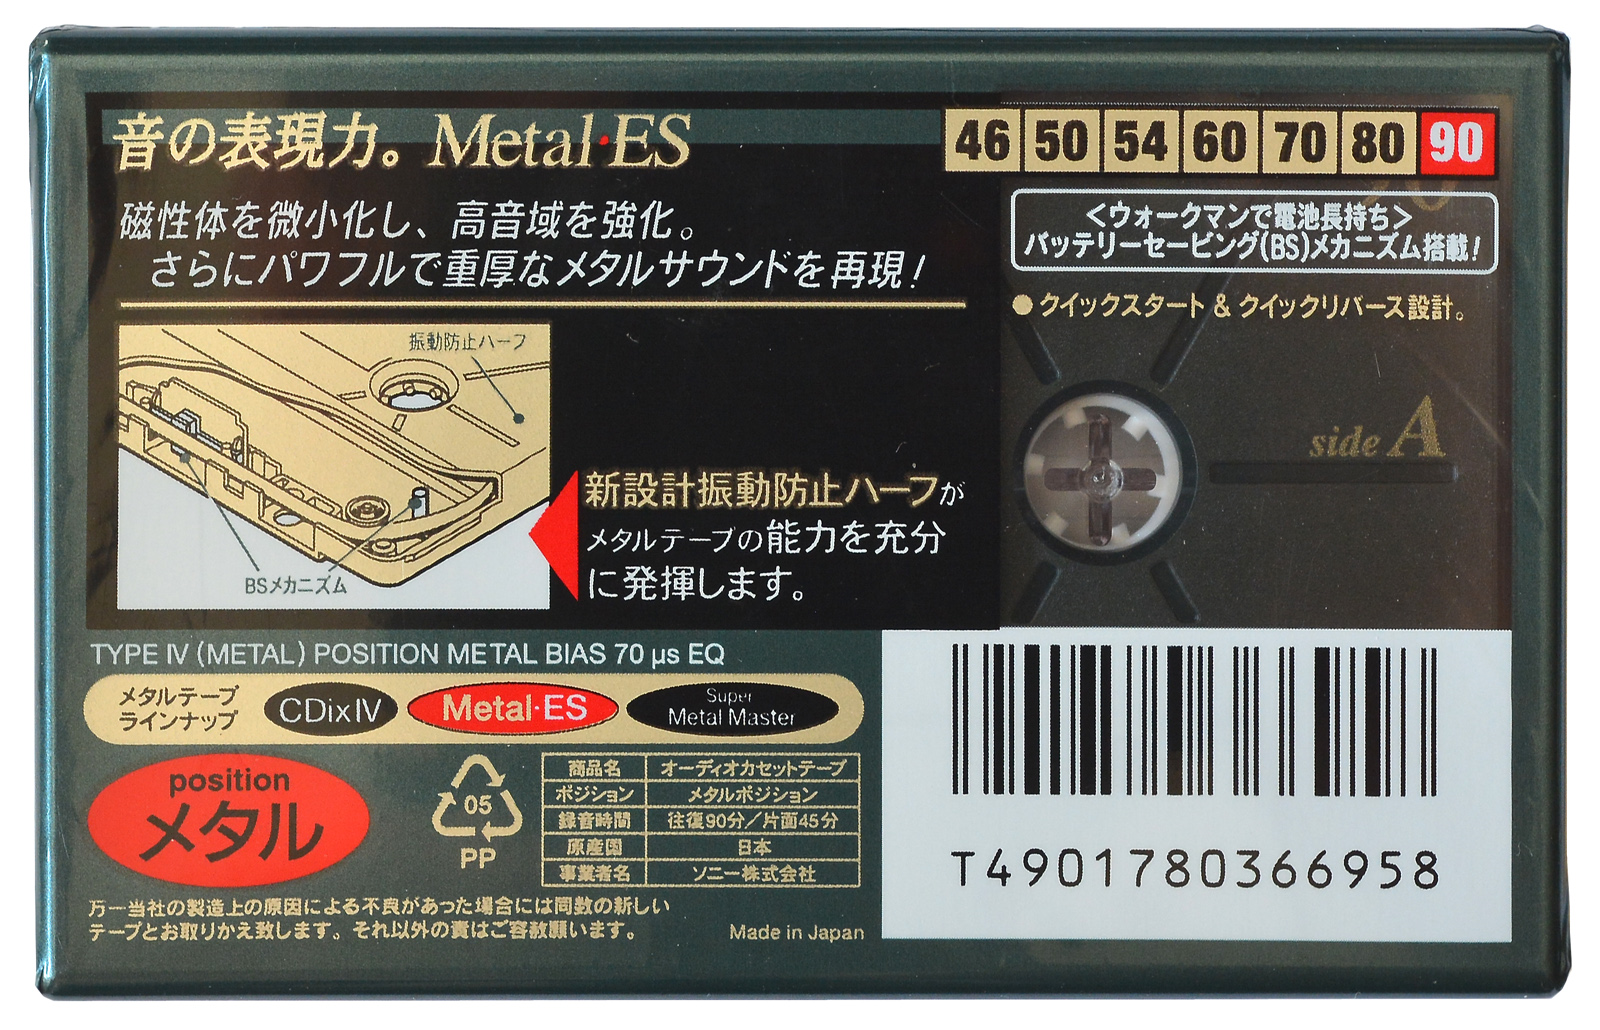 音の表現力。Metal・ES
46 50 54 60 70 80 90
磁性体を微小化し、高音域を強化。
さらにパワフルで重厚なメタルサウンドを再現!
<ウォークマンで電池長持ち>
バッテリーセービング(BS)メカニズム搭載!
●クイックスタート & クイックリバース設計。
振動防止ハーフ
BSメカニズム
side A
新設計振動防止ハーフが
メタルテープの能力を充分
に発揮します。
TYPE IV (METAL) POSITION METAL BIAS 70 μs EQ
メタルテープ
ラインナップ
CDixIV
Metal・ES
Super
Metal Master
position
メタル
05
PP
商品名 オーディオカセットテープ
ポジション メタルポジション
録音時間 往復90分/片面45分
原産国 日本
事業者名 ソニー株式会社
万一当社の製造上の原因による不良があった場合には同数の新しい
テープとお取りかえ致します。それ以外の責はご容赦願います。
Made in Japan
T4901780366958